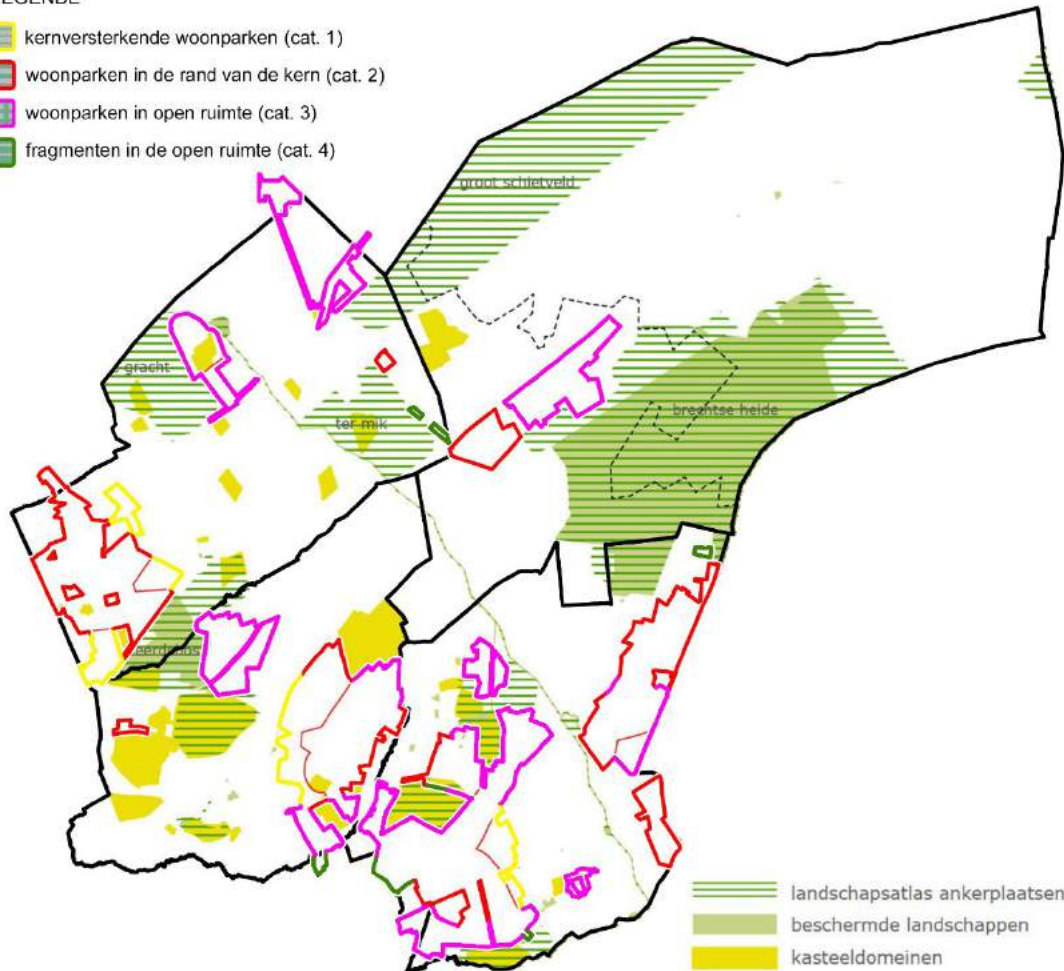 kernversterkende woonparken (cat. 1)
woonparken in de rand van de kern (cat. 2)
woonparken in open ruimte (cat. 3)
fragmenten in de open ruimte (cat. 4)
groot schietveld
gracht
ter mik
brechtse heide
landschapsatlas ankerplaatsen
beschermde landschappen
kasteeldomeinen